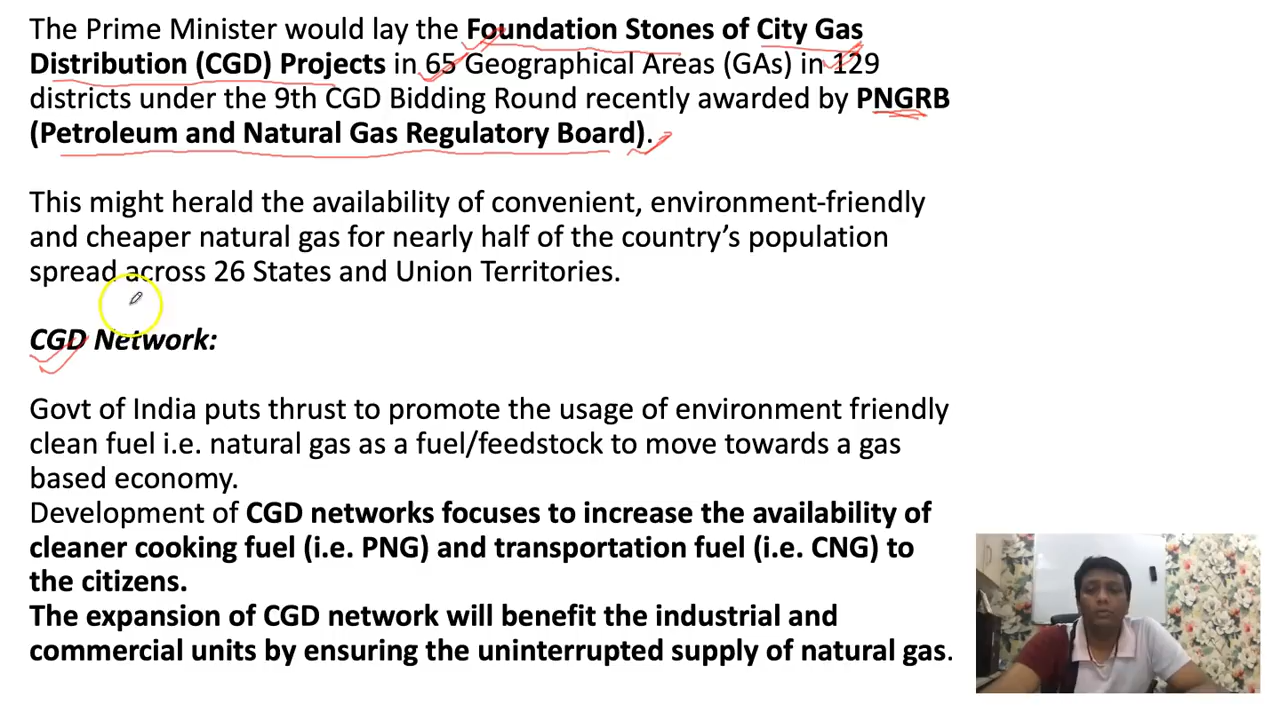 The Prime Minister would lay the Foundation Stones of City Gas
Distribution (CGD) Projects in 65 Geographical Areas (GAs) in 129
districts under the 9th CGD Bidding Round recently awarded by PNGRB
(Petroleum and Natural Gas Regulatory Board).
This might herald the availability of convenient, environment-friendly
and cheaper natural gas for nearly half of the country’s population
spread across 26 States and Union Territories.
CGD Network:
Govt of India puts thrust to promote the usage of environment friendly
clean fuel i.e. natural gas as a fuel/feedstock to move towards a gas
based economy.
Development of CGD networks focuses to increase the availability of
cleaner cooking fuel (i.e. PNG) and transportation fuel (i.e. CNG) to
the citizens.
The expansion of CGD network will benefit the industrial and
commercial units by ensuring the uninterrupted supply of natural gas.